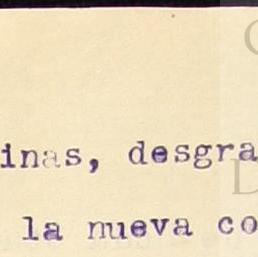 inas, desgra
la nueva co